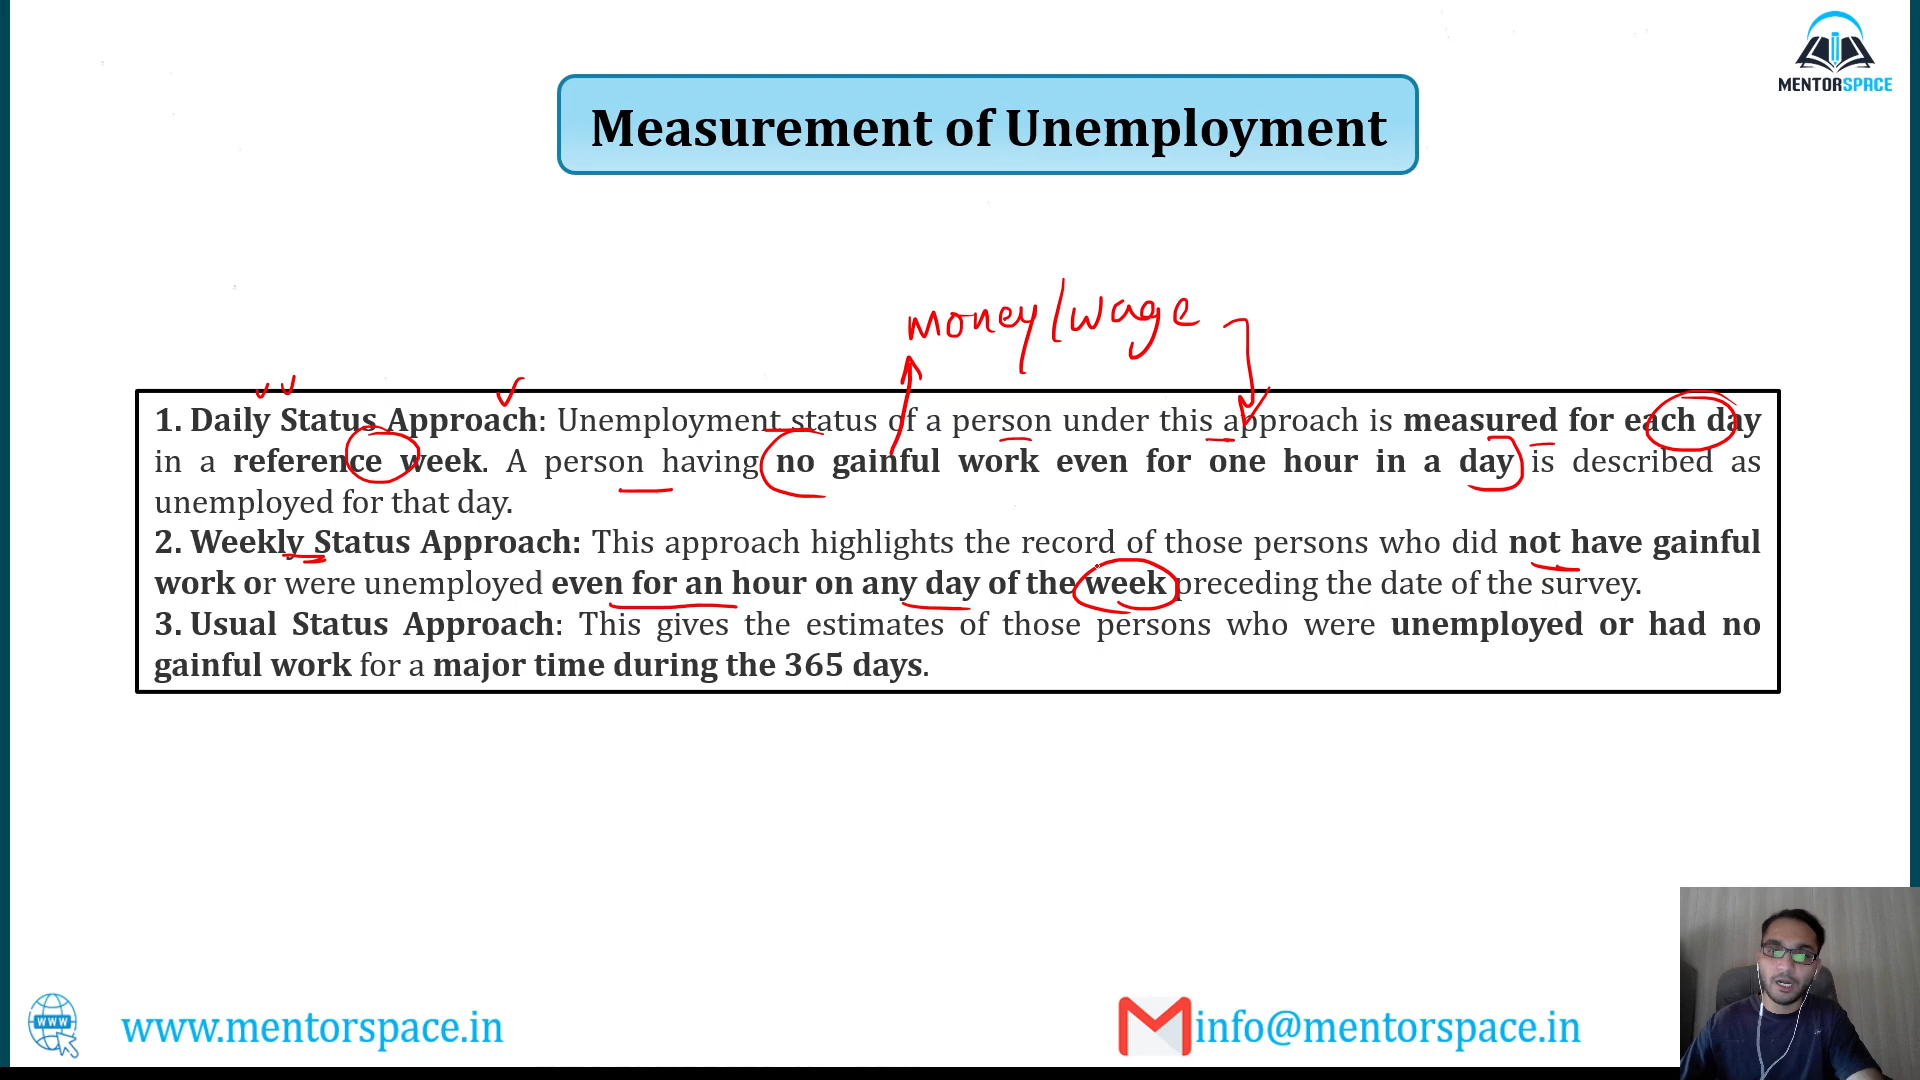 MENTORSPACE
Measurement of Unemployment
money/wage
1. Daily Status Approach: Unemployment status of a person under this approach is measured for each day
in a reference week. A person having no gainful work even for one hour in a day is described as
unemployed for that day.
2. Weekly Status Approach: This approach highlights the record of those persons who did not have gainful
work or were unemployed even for an hour on any day of the week preceding the date of the survey.
3. Usual Status Approach: This gives the estimates of those persons who were unemployed or had no
gainful work for a major time during the 365 days.
WWW
www.mentorspace.in
info@mentorspace.in